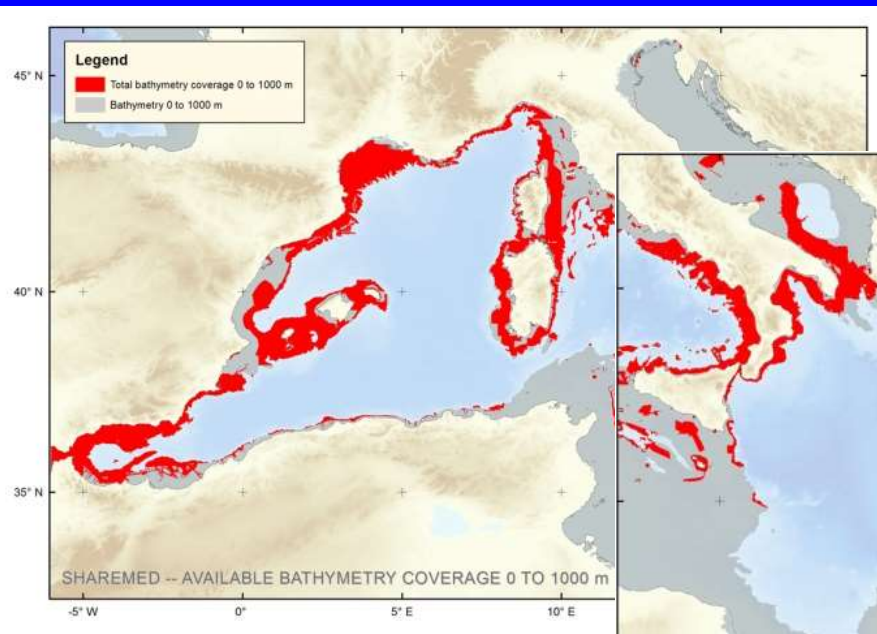 Legend
Total bathymetry coverage 0 to 1000 m
Bathymetry 0 to 1000 m
45° N
40° N
35° N
SHAREMED -- AVAILABLE BATHYMETRY COVERAGE 0 TO 1000 m
-5° W
0°
5° E
10° E